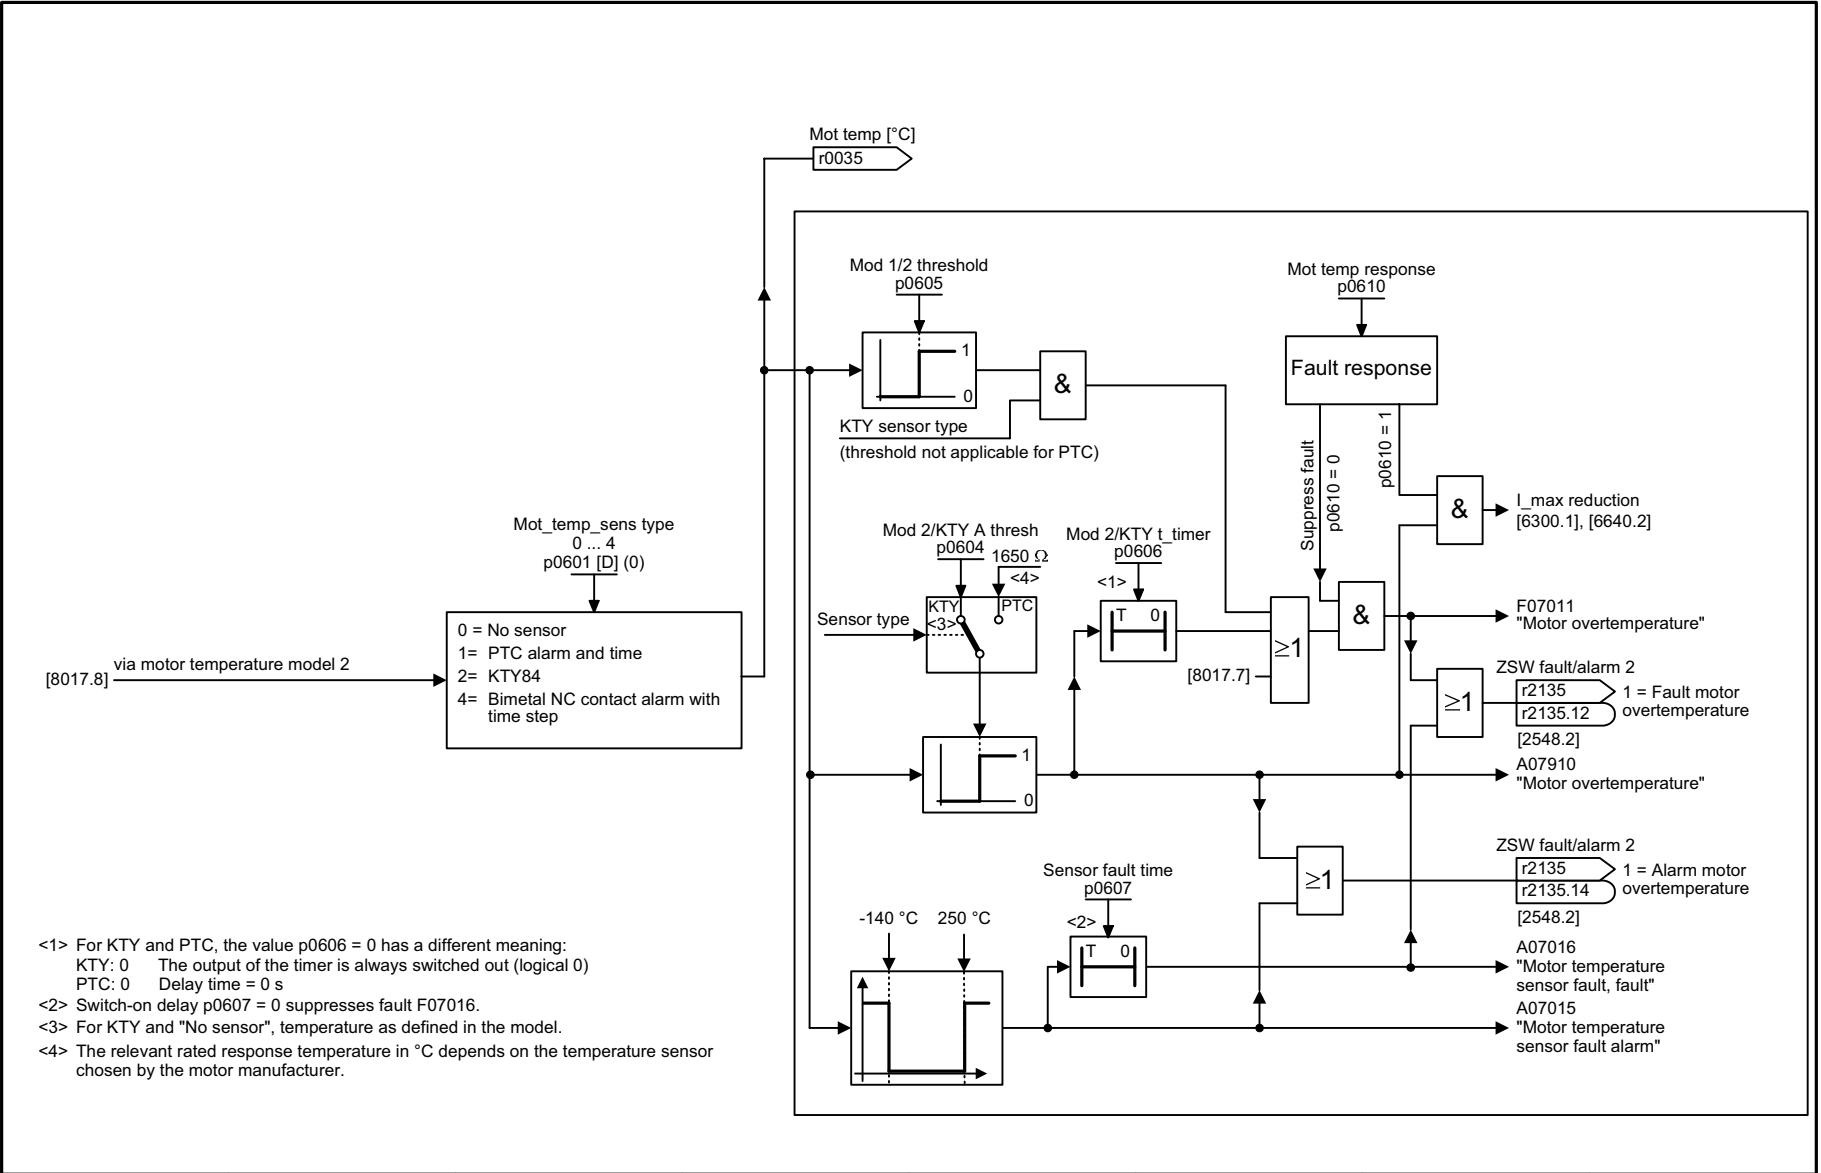 Mot temp [°C]
r0035
Mod 1/2 threshold
p0605
1
0
&
KTY sensor type
(threshold not applicable for PTC)
Mot temp response
p0610
Fault response
Suppress fault
p0610 = 0
p0610 = 1
&
I_max reduction
[6300.1], [6640.2]
Mot_temp_sens type
0 ... 4
p0601 [D] (0)
0 = No sensor
1= PTC alarm and time
2= KTY84
4= Bimetal NC contact alarm with
time step
[8017.8]
via motor temperature model 2
Mod 2/KTY A thresh
p0604
1650 Ω
<4>
KTY
PTC
<3>
Sensor type
Mod 2/KTY t_timer
p0606
<1>
T 0
≥1
[8017.7]
&
F07011
"Motor overtemperature"
ZSW fault/alarm 2
r2135
r2135.12
1 = Fault motor
overtemperature
[2548.2]
≥1
1
0
A07910
"Motor overtemperature"
ZSW fault/alarm 2
r2135
r2135.14
1 = Alarm motor
overtemperature
[2548.2]
≥1
Sensor fault time
p0607
<2>
T 0
-140 °C
250 °C
A07016
"Motor temperature
sensor fault, fault"
A07015
"Motor temperature
sensor fault alarm"
<1> For KTY and PTC, the value p0606 = 0 has a different meaning:
KTY: 0 The output of the timer is always switched out (logical 0)
PTC: 0 Delay time = 0 s
<2> Switch-on delay p0607 = 0 suppresses fault F07016.
<3> For KTY and "No sensor", temperature as defined in the model.
<4> The relevant rated response temperature in °C depends on the temperature sensor
chosen by the motor manufacturer.